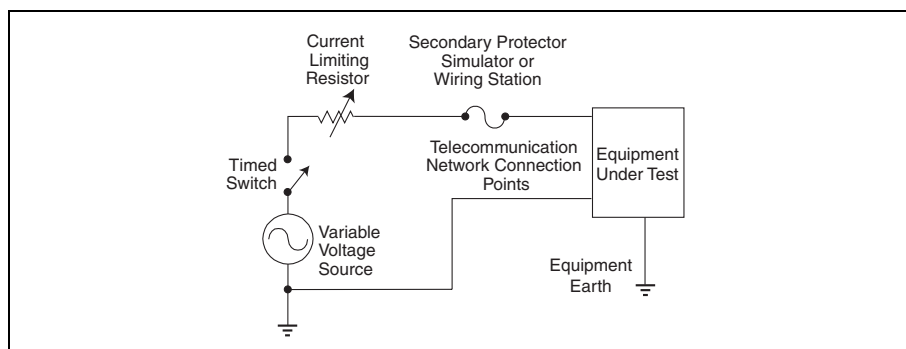 Current
Limiting
Resistor
Secondary Protector
Simulator or
Wiring Station
Timed
Switch
Telecommunication
Network Connection
Points
Equipment
Under Test
Variable
Voltage
Source
Equipment
Earth